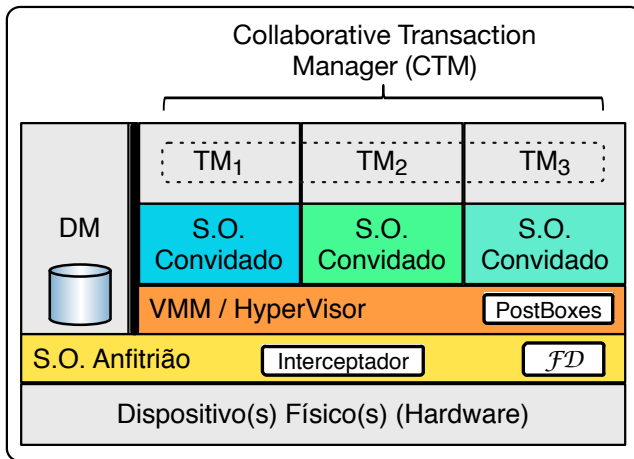 Collaborative Transaction
Manager (CTM)
DM
TM1
TM2
TM3
S.O.
Convidado
S.O.
Convidado
S.O.
Convidado
VMM / HyperVisor
PostBoxes
S.O. Anfitrião
Interceptador
FD
Dispositivo(s) Físico(s) (Hardware)